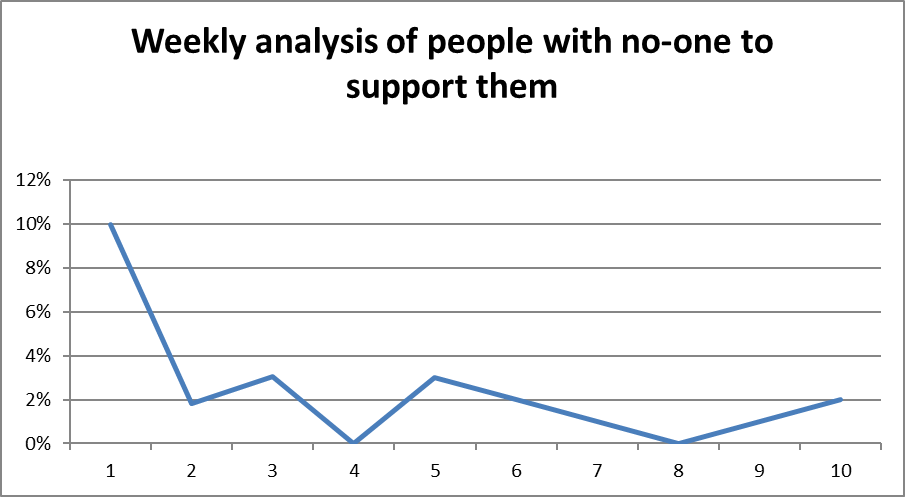 Weekly analysis of people with no-one to
support them
12%
10%
8%
6%
4%
2%
0%
1 2 3 4 5 6 7 8 9 10